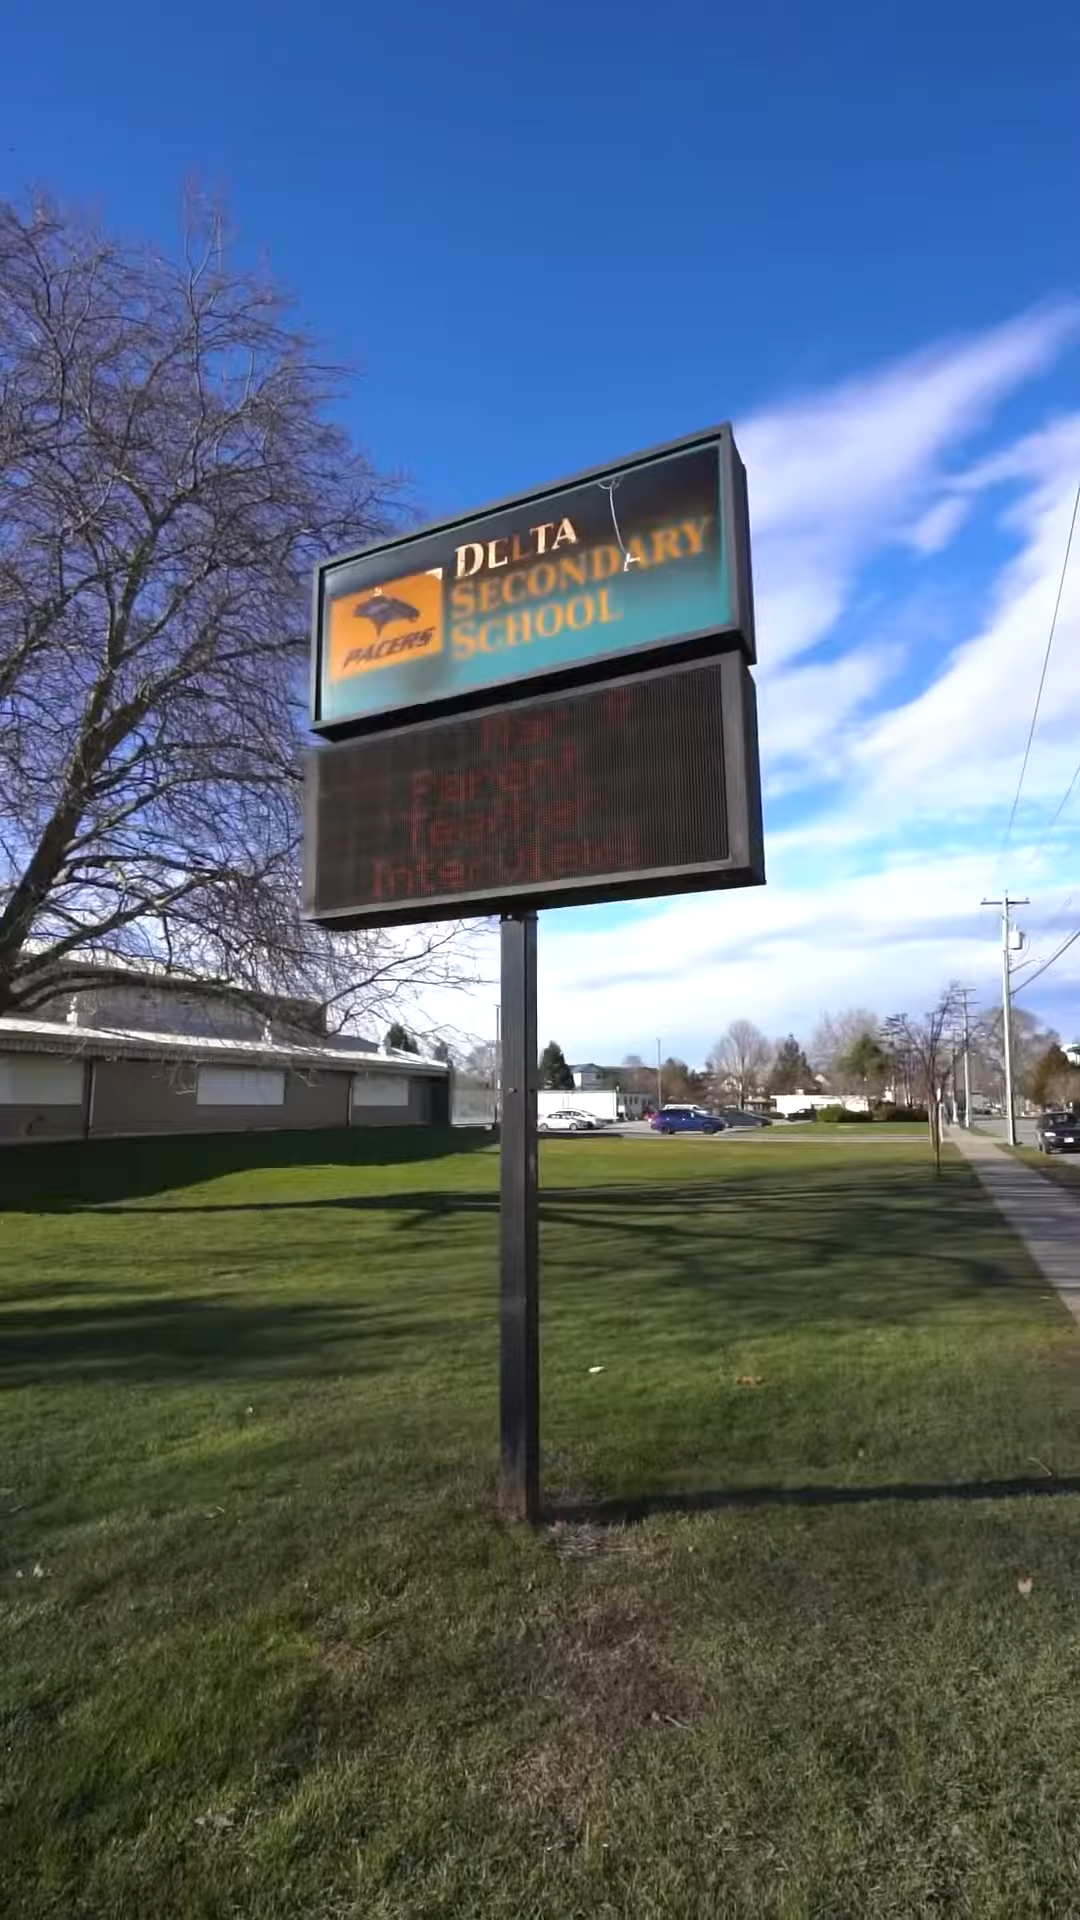 DELTA
SECONDARY
SCHOOL
PACERS
Mar
Parent
Teacher
Interviews